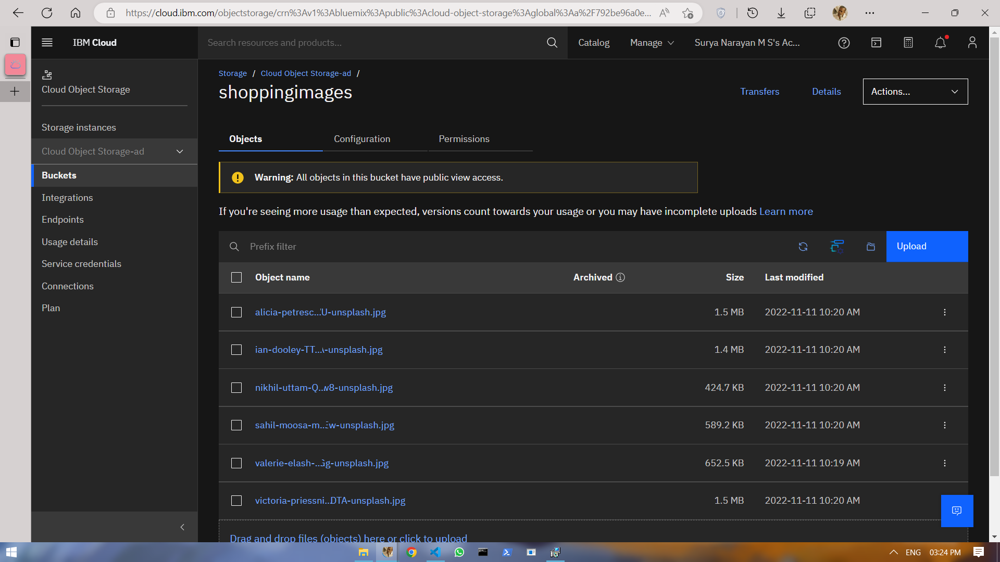 https://cloud.ibm.com/objectstorage/crn%3Av1%3Abluemix%3Apublic%3Acloud-object-storage%3Aglobal%3Aa%2F792be96a0e...
IBM Cloud
Search resources and products...
Catalog
Manage
Surya Narayan M S's Ac...
Cloud Object Storage
Storage instances
Cloud Object Storage-ad
Buckets
Integrations
Endpoints
Usage details
Service credentials
Connections
Plan
Storage / Cloud Object Storage-ad /
shoppingimages
Transfers
Details
Actions...
Objects
Configuration
Permissions
Warning: All objects in this bucket have public view access.
If you're seeing more usage than expected, versions count towards your usage or you may have incomplete uploads Learn more
Prefix filter
Upload
Object name Archived Size Last modified
alicia-petresc...U-unsplash.jpg 1.5 MB 2022-11-11 10:20 AM
ian-dooley-TT...-unsplash.jpg 1.4 MB 2022-11-11 10:20 AM
nikhil-uttam-Q...w8-unsplash.jpg 424.7 KB 2022-11-11 10:20 AM
sahil-moosa-m...w-unsplash.jpg 589.2 KB 2022-11-11 10:20 AM
valerie-elash-...g-unsplash.jpg 652.5 KB 2022-11-11 10:19 AM
victoria-priessni...DTA-unsplash.jpg 1.5 MB 2022-11-11 10:20 AM
Drag and drop files (objects) here or click to upload
ENG 03:24 PM